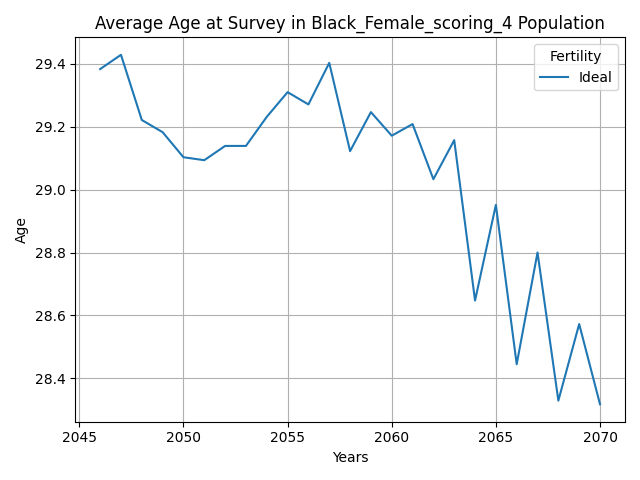 Average Age at Survey in Black_Female_scoring_4 Population
Fertility
Ideal
29.4
29.2
29.0
28.8
28.6
28.4
Age
2045 2050 2055 2060 2065 2070
Years